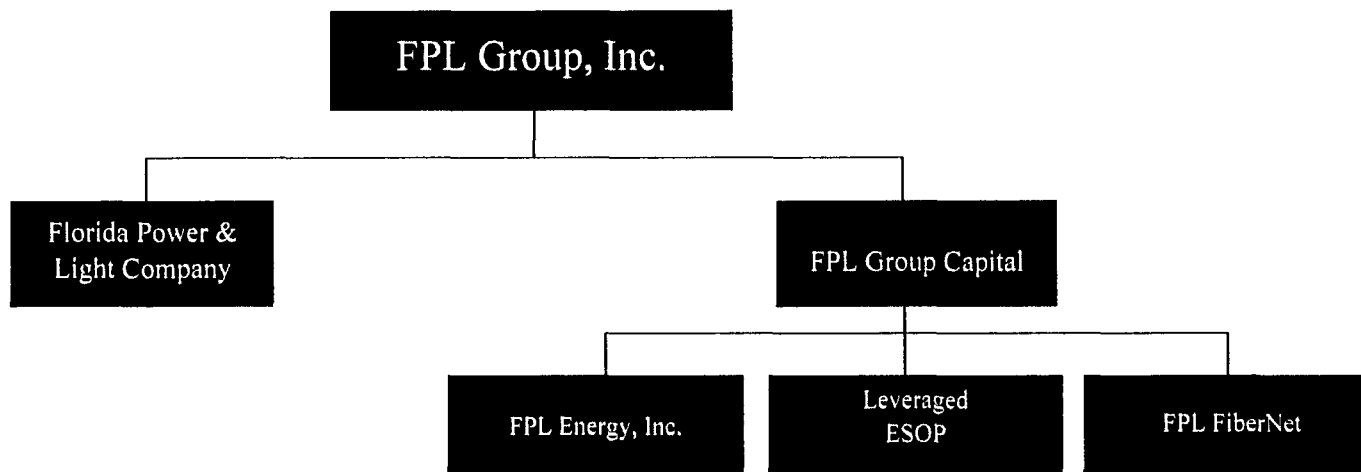 FPL Group, Inc.
Florida Power &
Light Company
FPL Group Capital
FPL Energy, Inc.
Leveraged
ESOP
FPL FiberNet